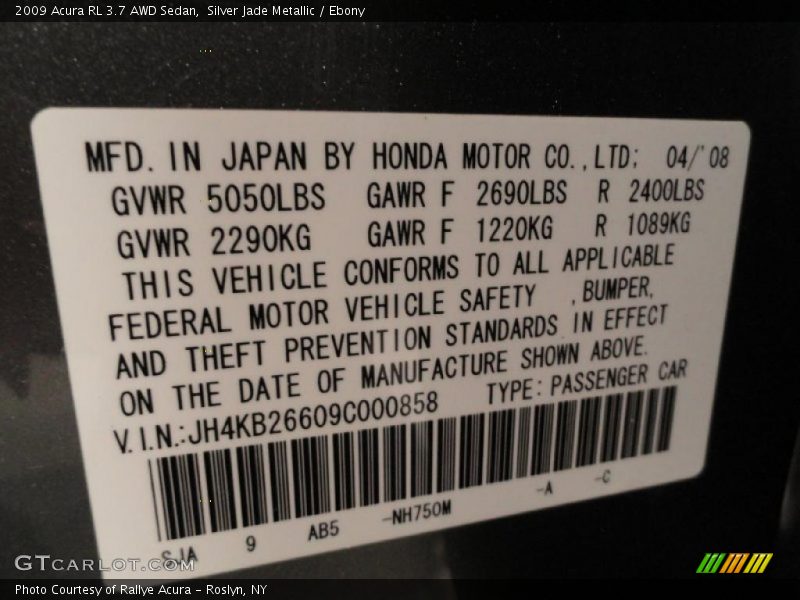 2009 Acura RL 3.7 AWD Sedan,  Silver Jade Metallic / Ebony
MFD. IN JAPAN BY HONDA MOTOR CO.,LTD; 04/'08
GVWR 5050LBS GAWR F 2690LBS R 2400LBS
GVWR 2290KG GAWR F 1220KG R 1089KG
THIS VEHICLE CONFORMS TO ALL APPLICABLE
FEDERAL MOTOR VEHICLE SAFETY ,BUMPER,
AND THEFT PREVENTION STANDARDS IN EFFECT
ON THE DATE OF MANUFACTURE SHOWN ABOVE.
V.I.N.:JH4KB26609C000858 TYPE:PASSENGER CAR
SJA 9 AB5 -NH750M -A -C
GTCARLOT.COM
Photo Courtesy of Rallye Acura - Roslyn, NY